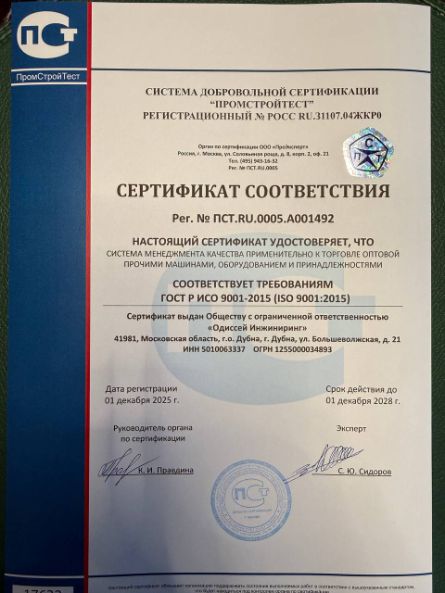 ПСТ
ПромСтройТест
СИСТЕМА ДОБРОВОЛЬНОЙ СЕРТИФИКАЦИИ
"ПРОМСТРОЙТЕСТ"
РЕГИСТРАЦИОННЫЙ № РОСС RU.31107.04ЖКР0
Орган по сертификации ООО «ПроЭксперт»
Россия, г. Москва, ул. Соловьиная роща, д. 8, корп. 2, оф. 21
Тел. (495) 943-16-32
Рег. № ПСТ.RU.0005
СЕРТИФИКАТ СООТВЕТСТВИЯ
Рег. № ПСТ.RU.0005.А001492
НАСТОЯЩИЙ СЕРТИФИКАТ УДОСТОВЕРЯЕТ, ЧТО
СИСТЕМА МЕНЕДЖМЕНТА КАЧЕСТВА ПРИМЕНИТЕЛЬНО К ТОРГОВЛЕ ОПТОВОЙ
ПРОЧИМИ МАШИНАМИ, ОБОРУДОВАНИЕМ И ПРИНАДЛЕЖНОСТЯМИ
СООТВЕТСТВУЕТ ТРЕБОВАНИЯМ
ГОСТ Р ИСО 9001-2015 (ISO 9001:2015)
Сертификат выдан Обществу с ограниченной ответственностью
«Одиссей Инжиниринг»
41981, Московская область, г.о. Дубна, г. Дубна, ул. Большеволжская, д. 21
ИНН 5010063337 ОГРН 1255000034893
Дата регистрации
01 декабря 2025 г.
Срок действия до
01 декабря 2028 г.
Руководитель органа
по сертификации
Эксперт
К. И. Правдина
С. Ю. Сидоров
ПСТ